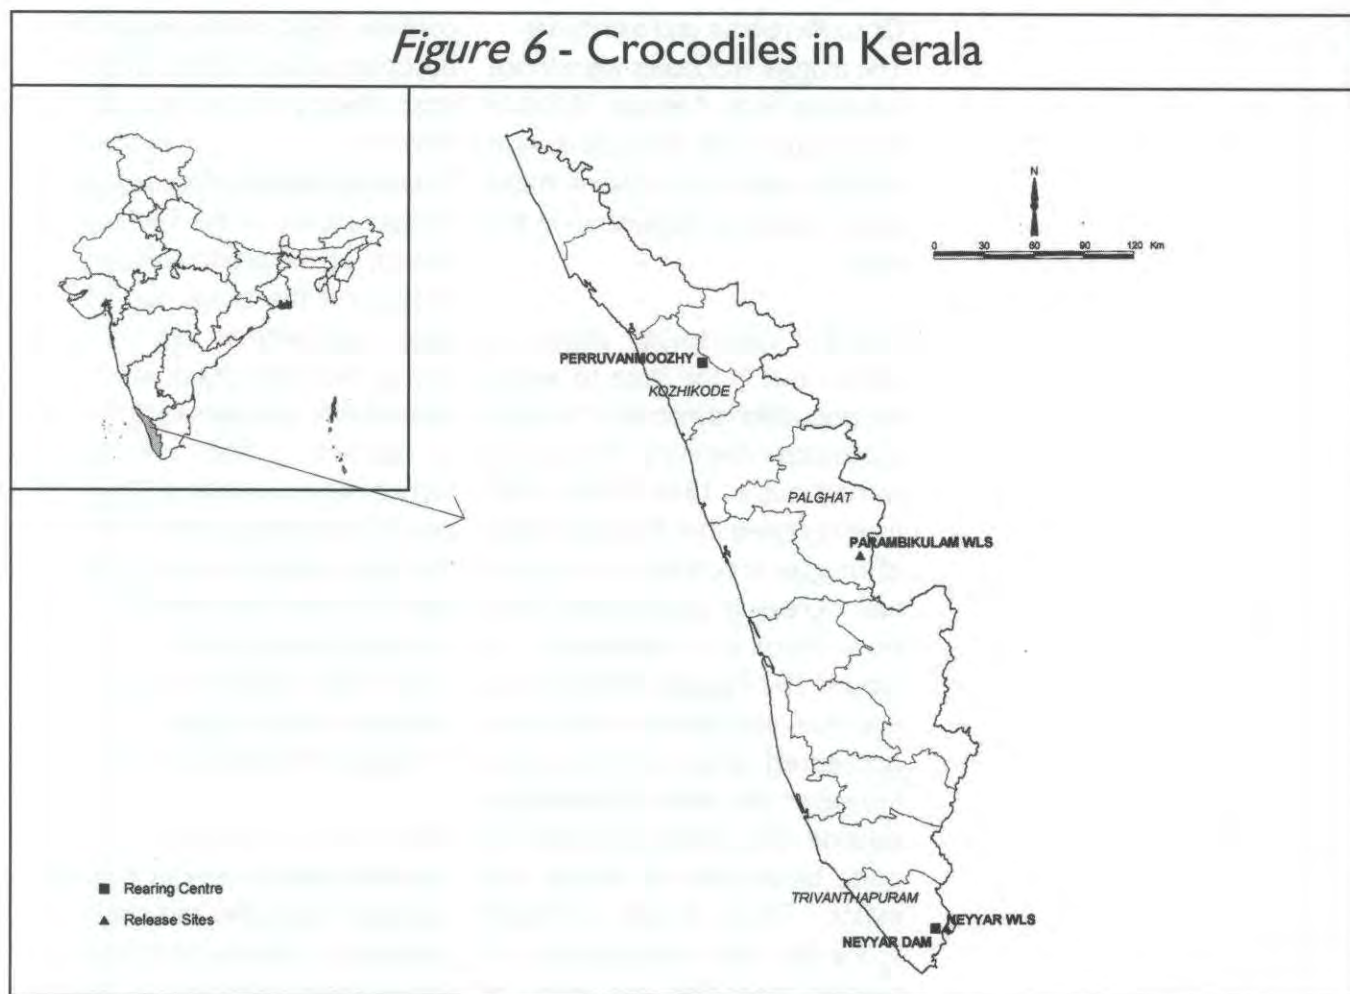 Figure 6 - Crocodiles in Kerala
N
0 30 60 90 120 Km
PERRUVANMOOZHY
KOZHIKODE
PALGHAT
PARAMBIKULAM WLS
Rearing Centre
Release Sites
TRIVANTHAPURAM
NEYYAR WLS
NEYYAR DAM